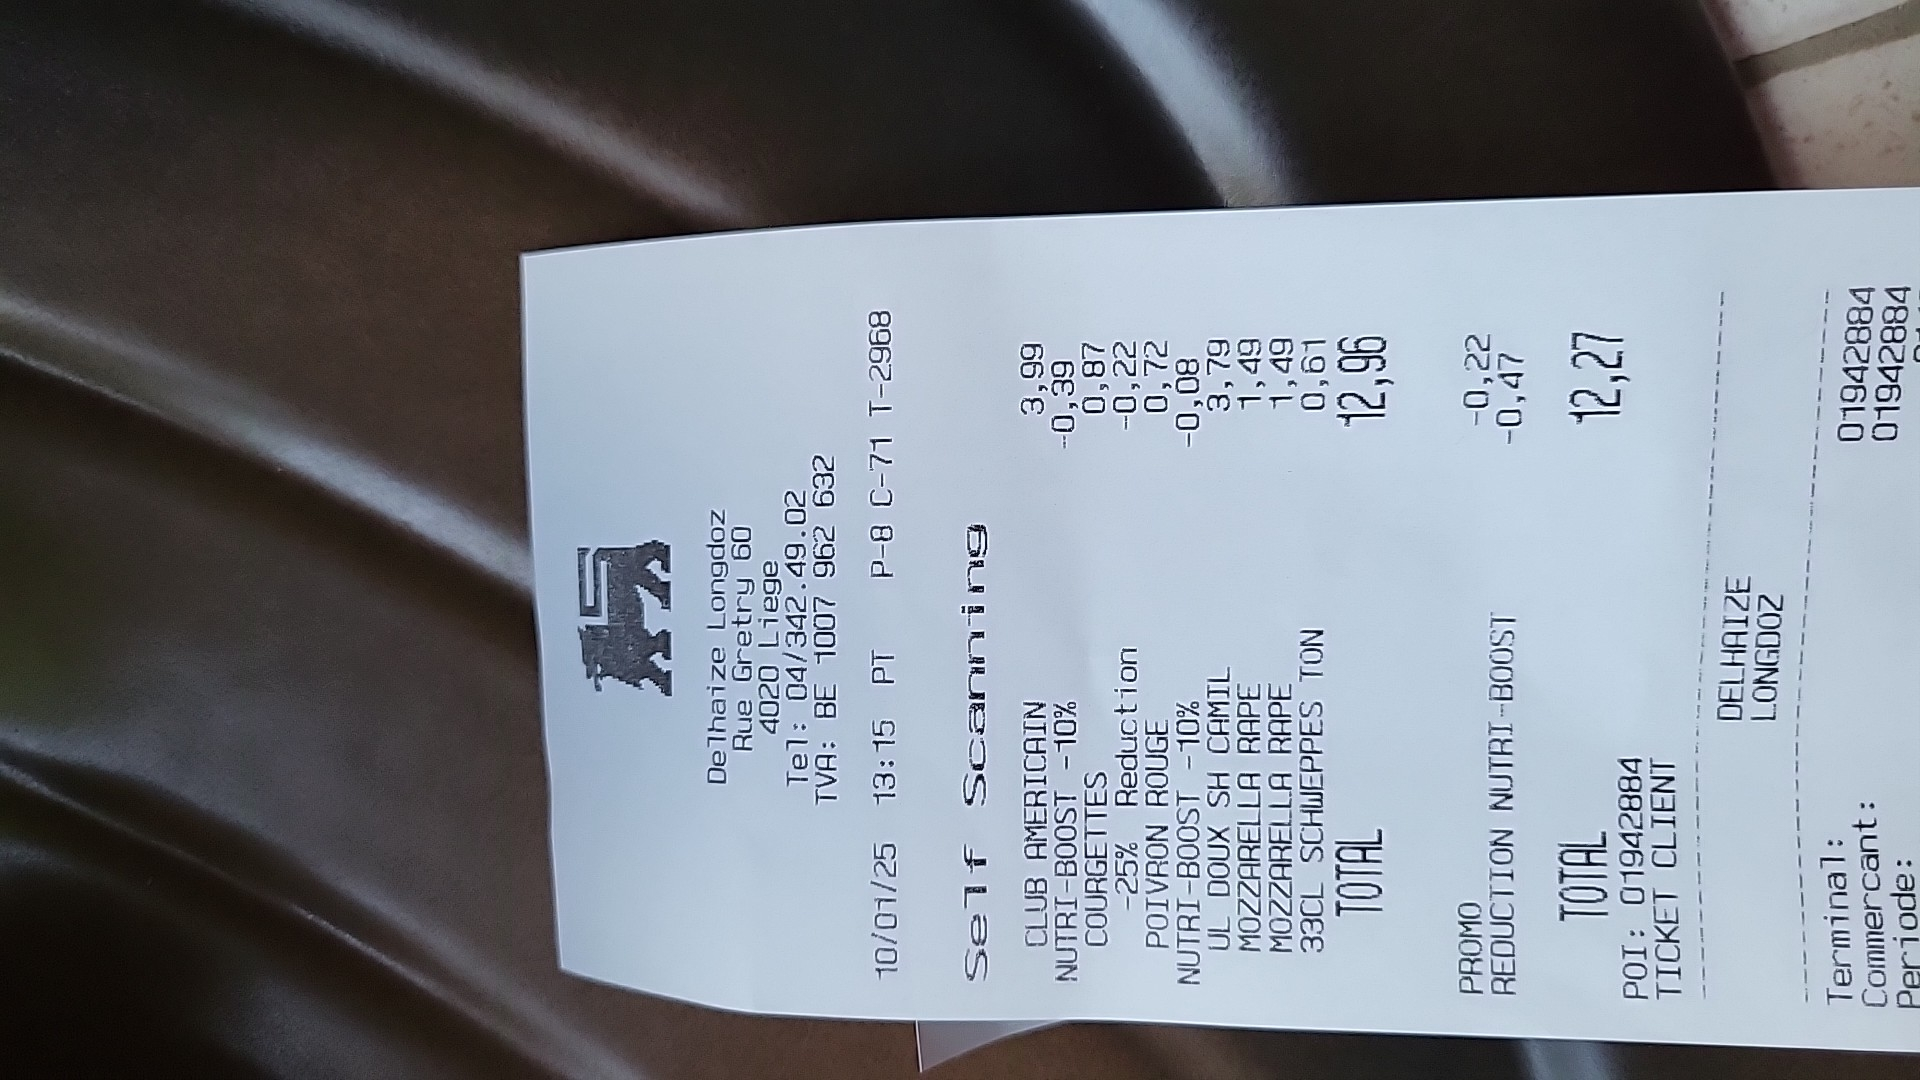 Delhaize Longdoz
Rue Gretry 60
4020 Liege
Tel: 04/342.49.02
TVA: BE 1007 962 632
10/01/25 13:15 PT P-8 C-71 T-2968
Self Scanning
CLUB AMERICAIN 3,99
NUTRI-BOOST -10% -0,39
COURGETTES 0,87
-25% Reduction -0,22
POIVRON ROUGE 0,72
NUTRI-BOOST -10% -0,08
UL DOUX SH CAMIL 3,79
MOZZARELLA RAPE 1,49
MOZZARELLA RAPE 1,49
33CL SCHWEPPES TON 0,61
TOTAL 12,96
PROMO -0,22
REDUCTION NUTRI-BOOST -0,47
TOTAL 12,27
POI: 01942884
TICKET CLIENT
DELHAIZE
LONGDOZ
Terminal: 01942884
Commercant: 01942884
Periode: